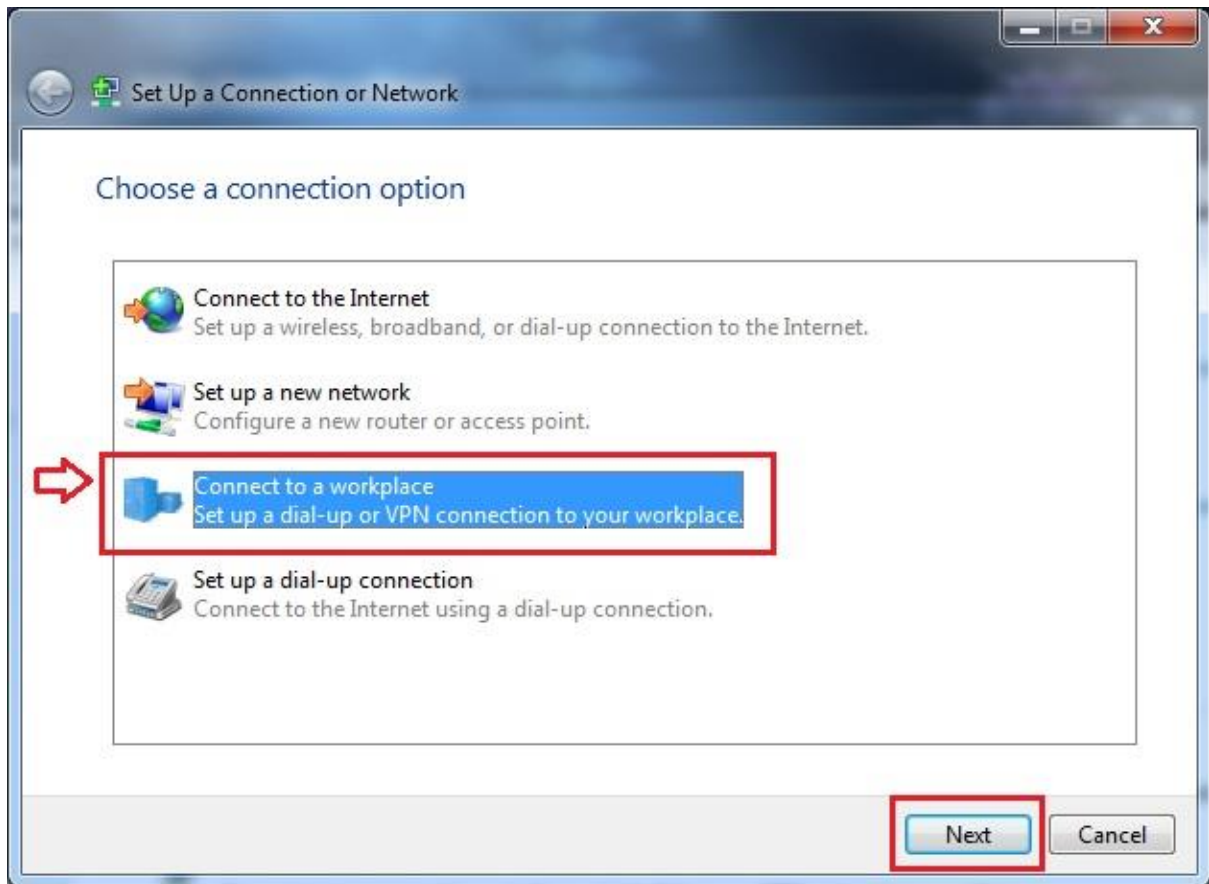 Set Up a Connection or Network
Choose a connection option
Connect to the Internet
Set up a wireless, broadband, or dial-up connection to the Internet.
Set up a new network
Configure a new router or access point.
Connect to a workplace
Set up a dial-up or VPN connection to your workplace.
Set up a dial-up connection
Connect to the Internet using a dial-up connection.
Next Cancel